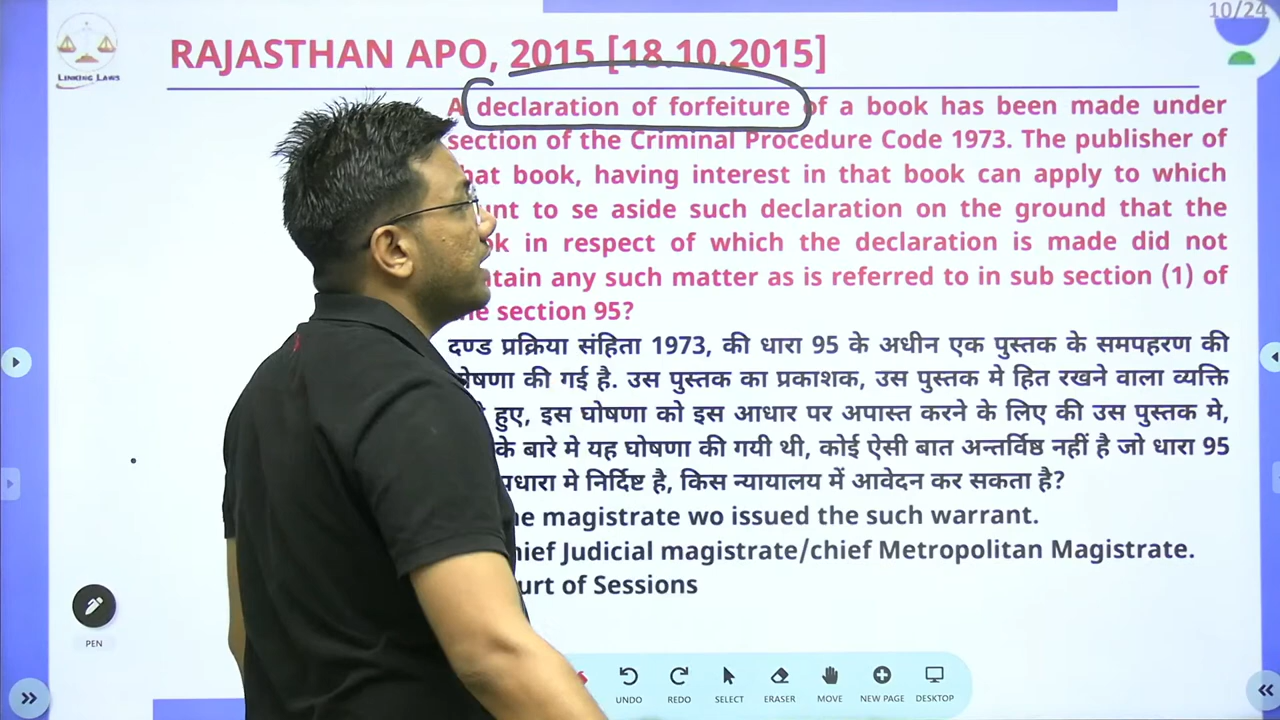 10/24
LINKING LAWS
RAJASTHAN APO, 2015 [18.10.2015]
A declaration of forfeiture of a book has been made under
section of the Criminal Procedure Code 1973. The publisher of
that book, having interest in that book can apply to which
to se aside such declaration on the ground that the
in respect of which the declaration is made did not
any such matter as is referred to in sub section (1) of
section 95?
दण्ड प्रक्रिया संहिता 1973, की धारा 95 के अधीन एक पुस्तक के समपहरण की
घोषणा की गई है. उस पुस्तक का प्रकाशक, उस पुस्तक मे हित रखने वाला व्यक्ति
हुए, इस घोषणा को इस आधार पर अपास्त करने के लिए की उस पुस्तक मे,
के बारे मे यह घोषणा की गयी थी, कोई ऐसी बात अन्तर्विष्ठ नहीं है जो धारा 95
मे निर्दिष्ट है, किस न्यायालय में आवेदन कर सकता है?
magistrate wo issued the such warrant.
Judicial magistrate/chief Metropolitan Magistrate.
of Sessions
PEN
UNDO
REDO
SELECT
ERASER
MOVE
NEW PAGE
DESKTOP